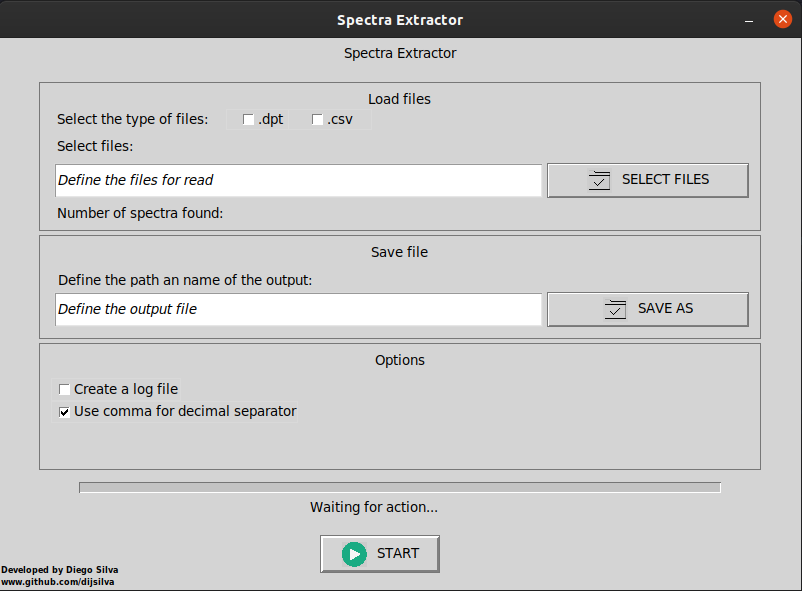 Spectra Extractor
Spectra Extractor
Load files
Select the type of files: .dpt .csv
Select files:
Define the files for read SELECT FILES
Number of spectra found:
Save file
Define the path an name of the output:
Define the output file SAVE AS
Options
Create a log file
Use comma for decimal separator
Waiting for action...
START
Developed by Diego Silva
www.github.com/dijsilva